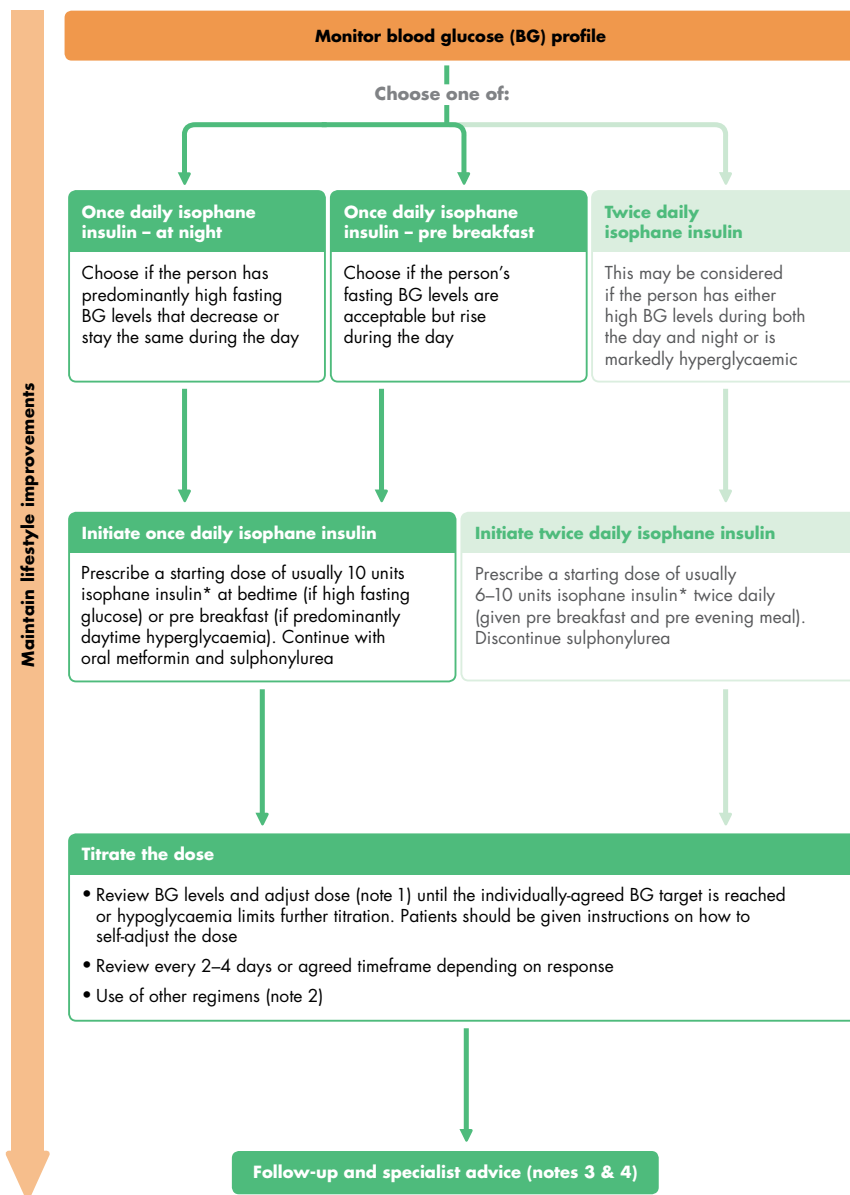 Monitor blood glucose (BG) profile
Choose one of:
Once daily isophane
insulin – at night
Choose if the person has
predominantly high fasting
BG levels that decrease or
stay the same during the day
Once daily isophane
insulin – pre breakfast
Choose if the person's
fasting BG levels are
acceptable but rise
during the day
Twice daily
isophane insulin
This may be considered
if the person has either
high BG levels during both
the day and night or is
markedly hyperglycaemic
Maintain lifestyle improvements
Initiate once daily isophane insulin
Prescribe a starting dose of usually 10 units
isophane insulin* at bedtime (if high fasting
glucose) or pre breakfast (if predominantly
daytime hyperglycaemia). Continue with
oral metformin and sulphonylurea
Initiate twice daily isophane insulin
Prescribe a starting dose of usually
6–10 units isophane insulin* twice daily
(given pre breakfast and pre evening meal).
Discontinue sulphonylurea
Titrate the dose
• Review BG levels and adjust dose (note 1) until the individually-agreed BG target is reached
or hypoglycaemia limits further titration. Patients should be given instructions on how to
self-adjust the dose
• Review every 2–4 days or agreed timeframe depending on response
• Use of other regimens (note 2)
Follow-up and specialist advice (notes 3 & 4)